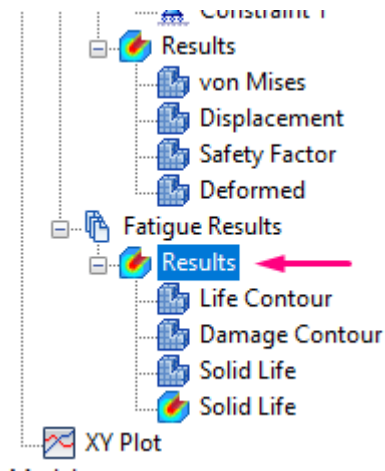 Constraint 1
Results
von Mises
Displacement
Safety Factor
Deformed
Fatigue Results
Results
Life Contour
Damage Contour
Solid Life
Solid Life
XY Plot